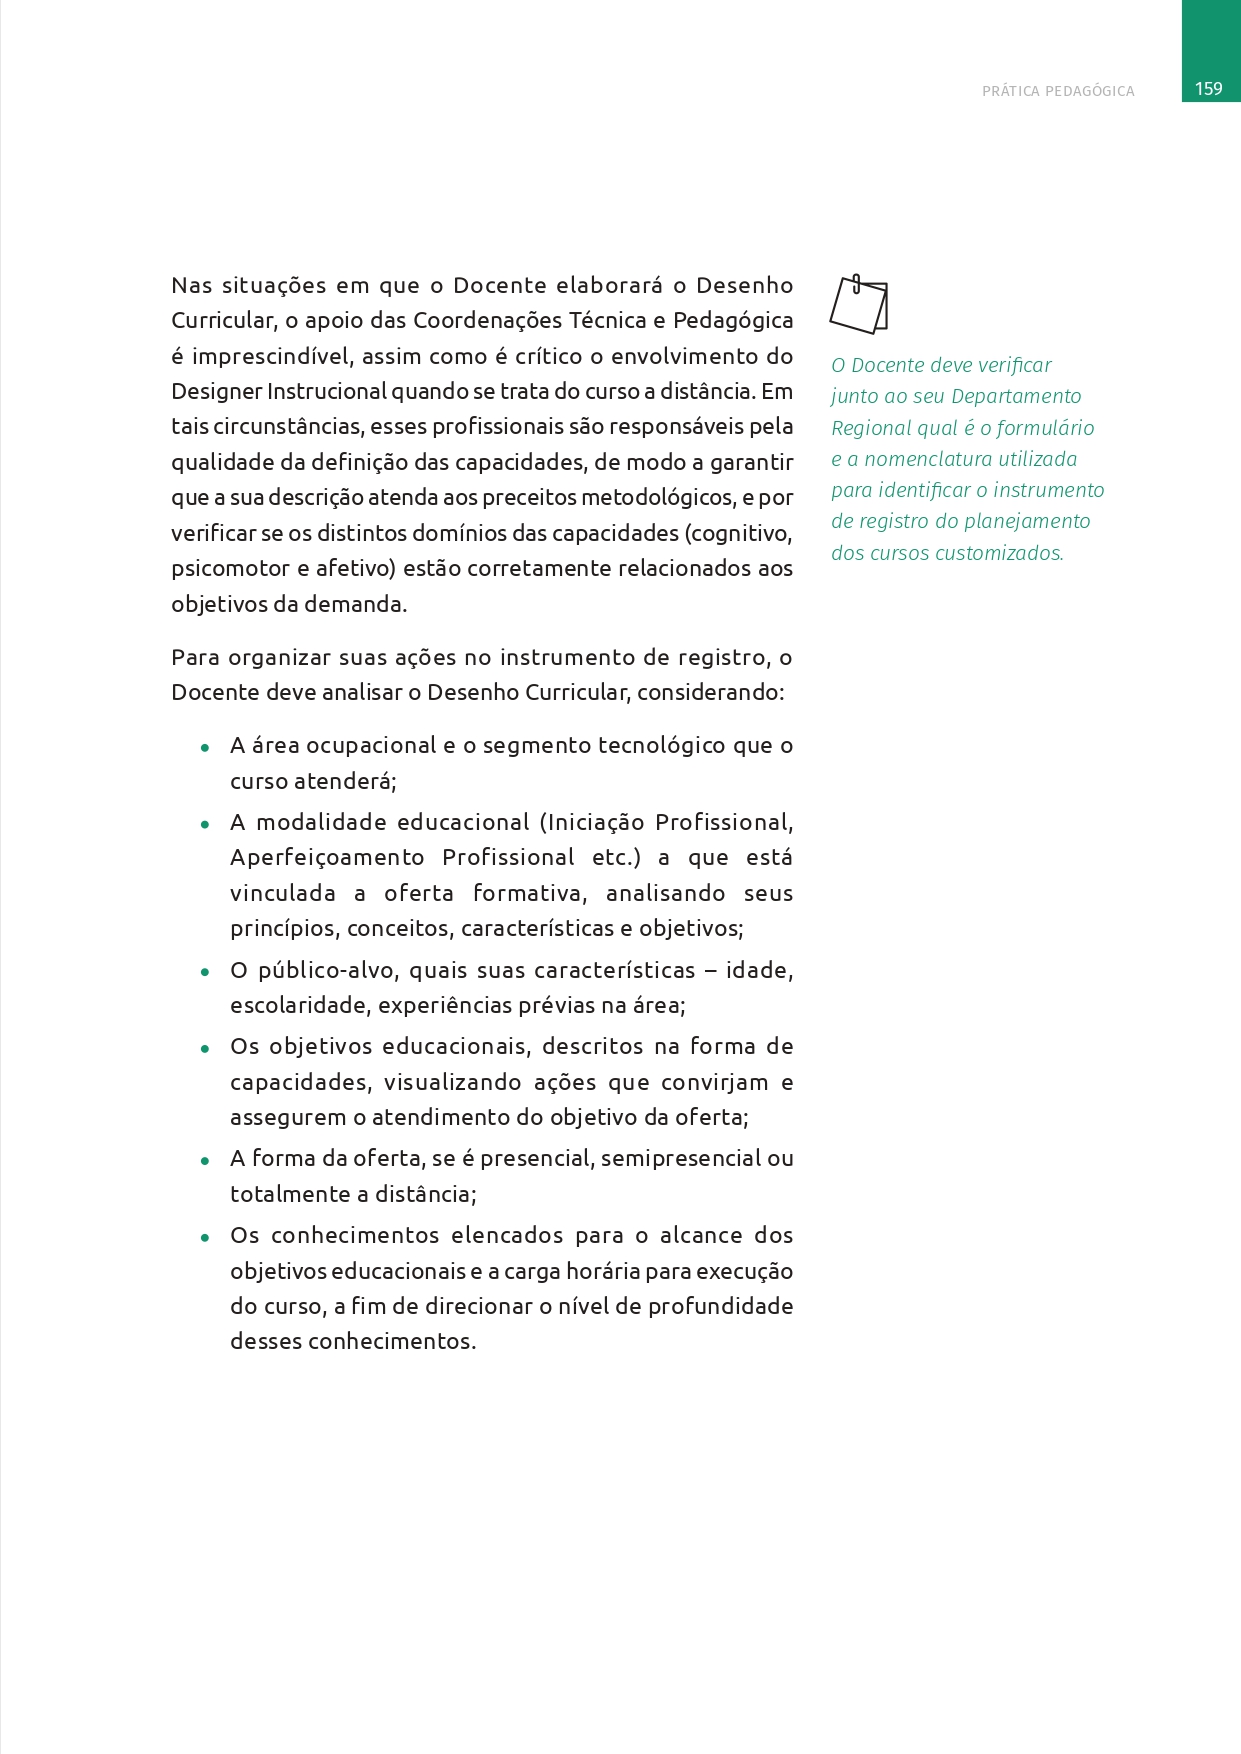 PRÁTICA PEDAGÓGICA
159
Nas situações em que o Docente elaborará o Desenho
Curricular, o apoio das Coordenações Técnica e Pedagógica
é imprescindível, assim como é crítico o envolvimento do
Designer Instrucional quando se trata do curso a distância. Em
tais circunstâncias, esses profissionais são responsáveis pela
qualidade da definição das capacidades, de modo a garantir
que a sua descrição atenda aos preceitos metodológicos, e por
verificar se os distintos domínios das capacidades (cognitivo,
psicomotor e afetivo) estão corretamente relacionados aos
objetivos da demanda.
Para organizar suas ações no instrumento de registro, o
Docente deve analisar o Desenho Curricular, considerando:
• A área ocupacional e o segmento tecnológico que o
curso atenderá;
• A modalidade educacional (Iniciação Profissional,
Aperfeiçoamento Profissional etc.) a que está
vinculada a oferta formativa, analisando seus
princípios, conceitos, características e objetivos;
• O público-alvo, quais suas características – idade,
escolaridade, experiências prévias na área;
• Os objetivos educacionais, descritos na forma de
capacidades, visualizando ações que convirjam e
assegurem o atendimento do objetivo da oferta;
• A forma da oferta, se é presencial, semipresencial ou
totalmente a distância;
• Os conhecimentos elencados para o alcance dos
objetivos educacionais e a carga horária para execução
do curso, a fim de direcionar o nível de profundidade
desses conhecimentos.
O Docente deve verificar
junto ao seu Departamento
Regional qual é o formulário
e a nomenclatura utilizada
para identificar o instrumento
de registro do planejamento
dos cursos customizados.